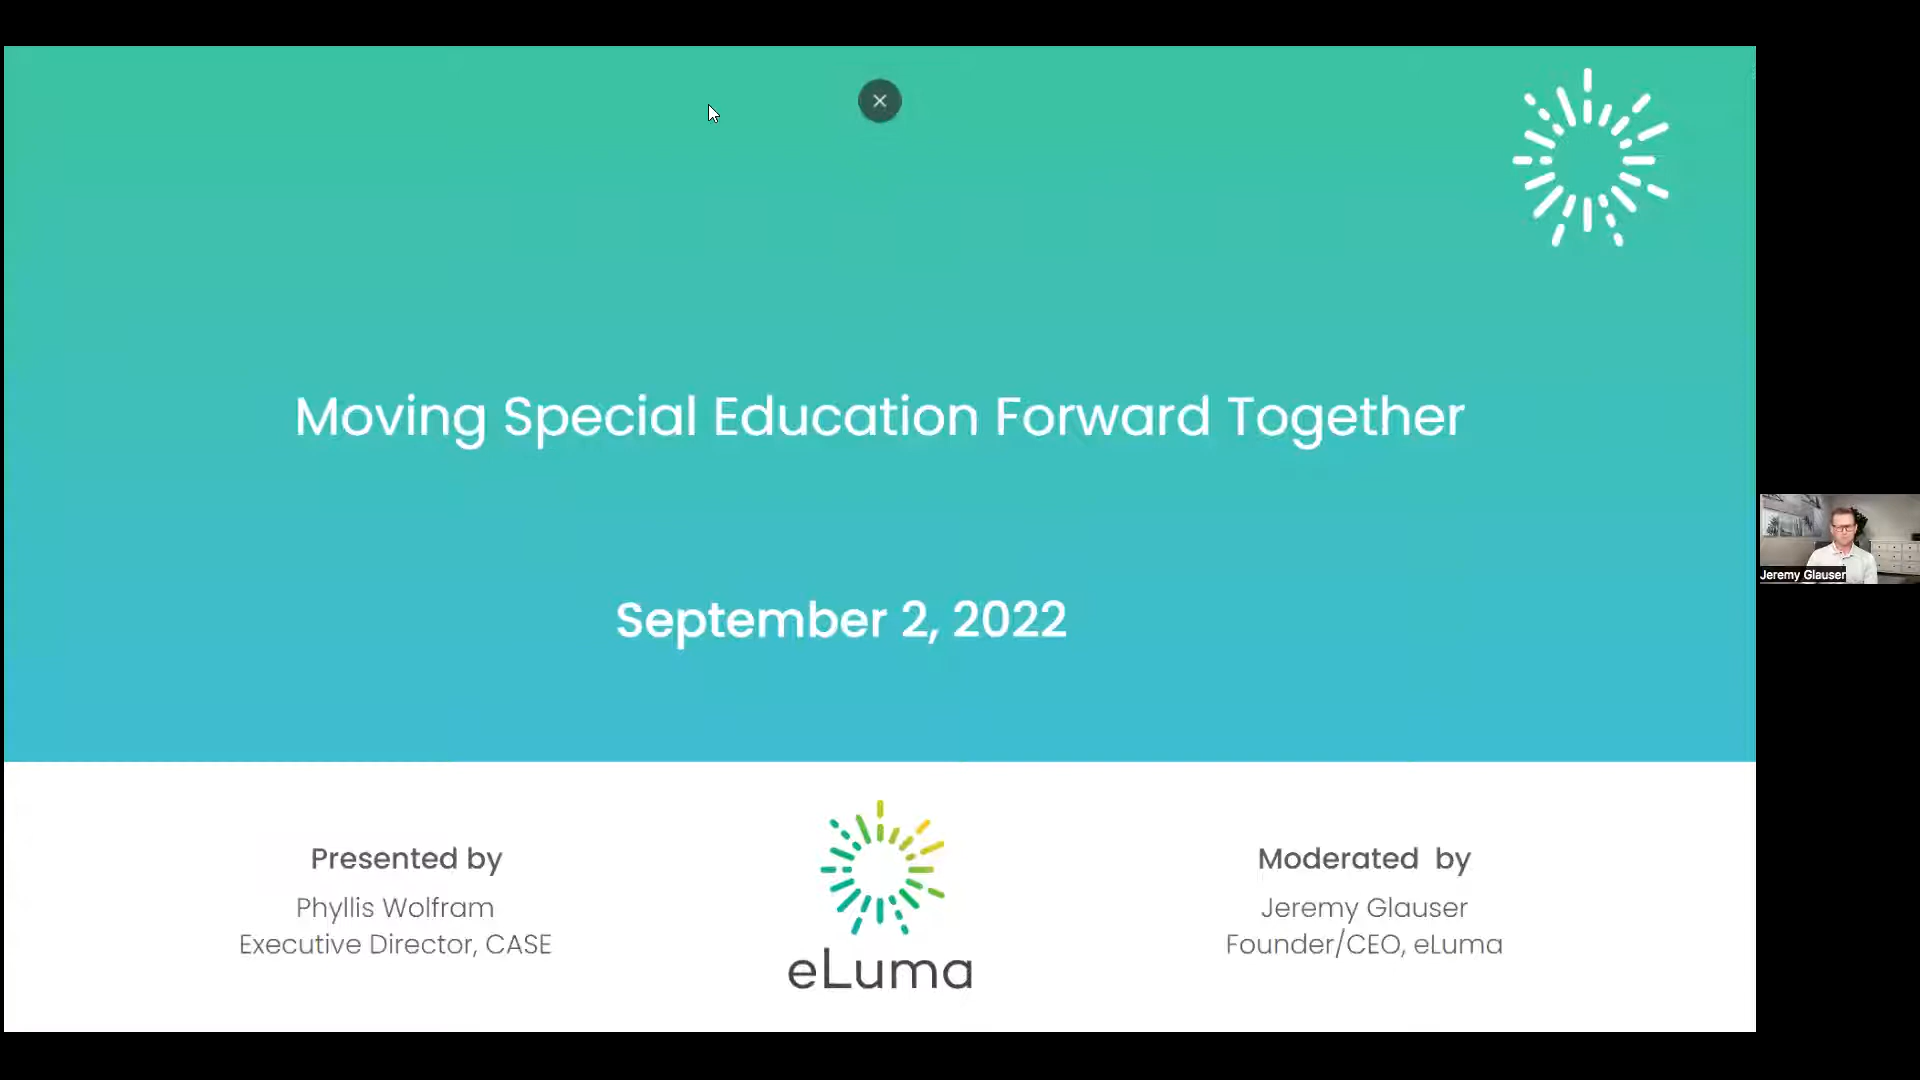 Moving Special Education Forward Together
September 2, 2022
Presented by
Phyllis Wolfram
Executive Director, CASE
eLuma
Moderated by
Jeremy Glauser
Founder/CEO, eLuma
Jeremy Glauser